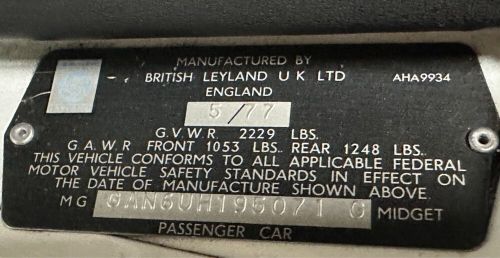 MANUFACTURED BY
BRITISH LEYLAND U K LTD AHA9934
ENGLAND
5/77
G.V.W.R. 2229 LBS.
G A.W.R FRONT 1053 LBS.. REAR 1248 LBS..
THIS VEHICLE CONFORMS TO ALL APPLICABLE FEDERAL
MOTOR VEHICLE SAFETY STANDARDS IN EFFECT ON
THE DATE OF MANUFACTURE SHOWN ABOVE.
M G GAN6UH195071 G MIDGET
PASSENGER CAR